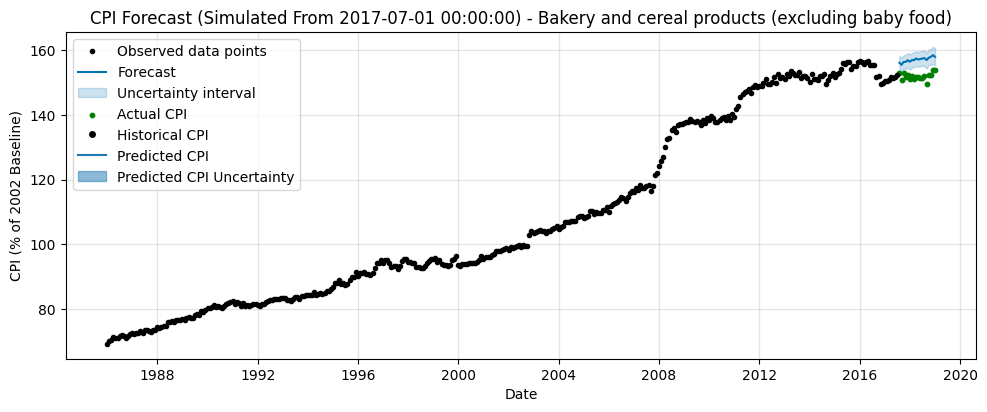 CPI Forecast (Simulated From 2017-07-01 00:00:00) - Bakery and cereal products (excluding baby food)
CPI (% of 2002 Baseline)
160
140
120
100
80
Observed data points
Forecast
Uncertainty interval
Actual CPI
Historical CPI
Predicted CPI
Predicted CPI Uncertainty
1988 1992 1996 2000 2004 2008 2012 2016 2020
Date